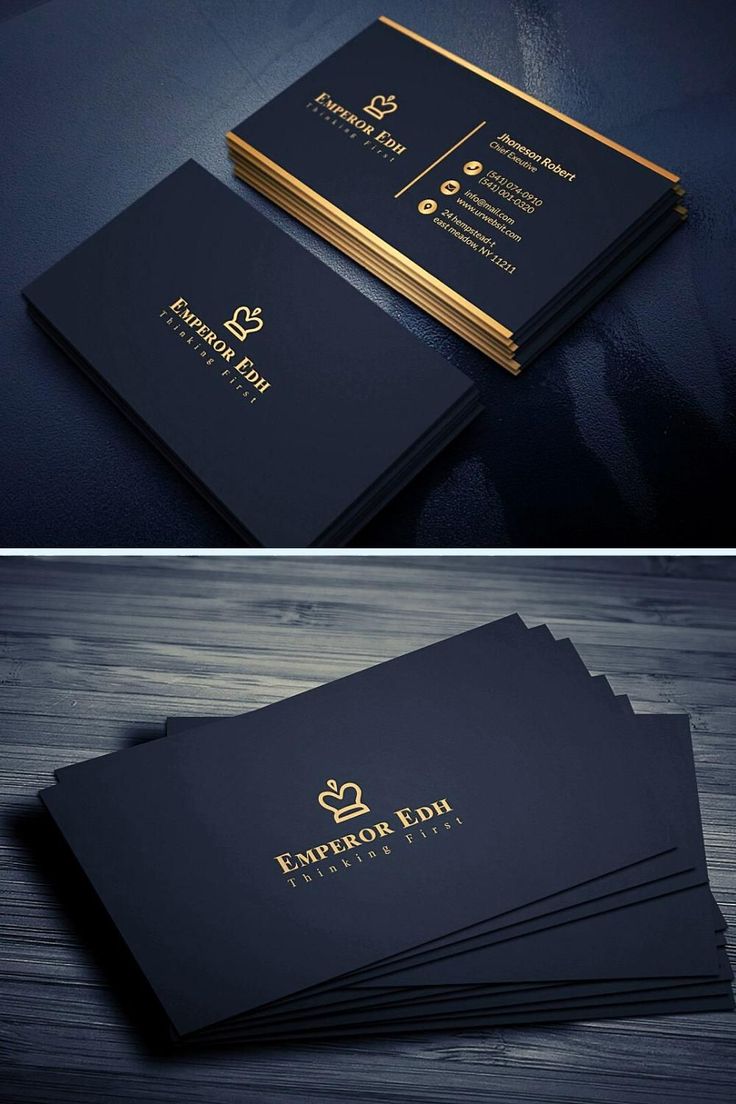 EMPEROR EDH
Thinking First
Jhoneson Robert
Chief Exutive
(541) 074-0910
(541) 001-0320
info@mail.com
www.urwebsit.com
24 hempstead-t
east meadow, NY 11211
EMPEROR EDH
Thinking First
EMPEROR EDH
Thinking First